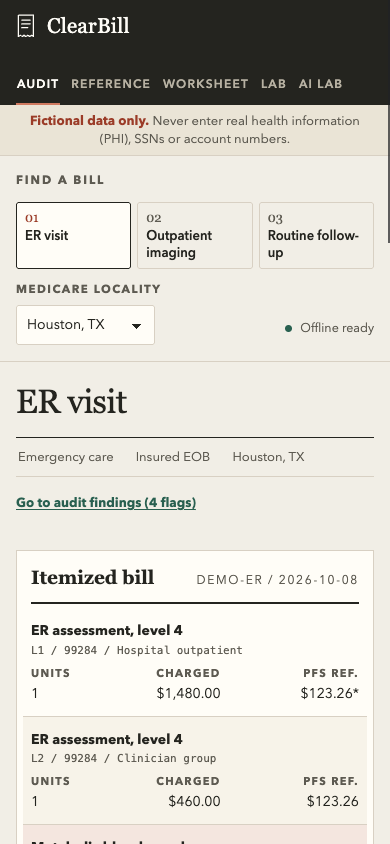 ClearBill
AUDIT REFERENCE WORKSHEET LAB AI LAB
Fictional data only. Never enter real health information
(PHI), SSNs or account numbers.
FIND A BILL
01
ER visit
02
Outpatient
imaging
03
Routine follow-
up
MEDICARE LOCALITY
Houston, TX
Offline ready
ER visit
Emergency care Insured EOB Houston, TX
Go to audit findings (4 flags)
Itemized bill DEMO-ER / 2026-10-08
ER assessment, level 4
L1 / 99284 / Hospital outpatient
UNITS CHARGED PFS REF.
1 $1,480.00 $123.26*
ER assessment, level 4
L2 / 99284 / Clinician group
UNITS CHARGED PFS REF.
1 $460.00 $123.26